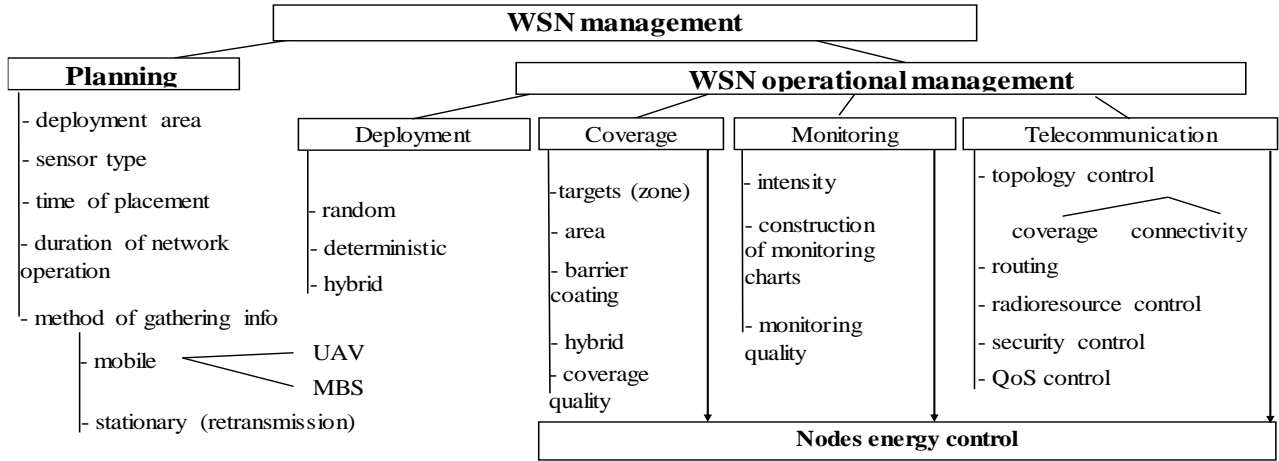 WSN management
Planning
- deployment area
- sensor type
- time of placement
- duration of network
operation
- method of gathering info
- mobile
UAV
MBS
- stationary (retransmission)
WSN operational management
Deployment
- random
- deterministic
- hybrid
Coverage
-targets (zone)
- area
- barrier
coating
- hybrid
- coverage
quality
Monitoring
- intensity
- construction
of monitoring
charts
- monitoring
quality
Telecommunication
- topology control
coverage connectivity
- routing
- radioresource control
- security control
- QoS control
Nodes energy control